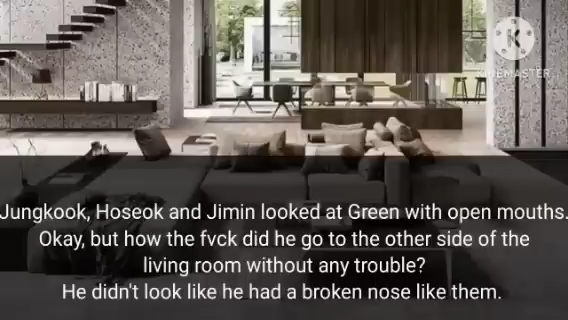 KINEMASTER
Jungkook, Hoseok and Jimin looked at Green with open mouths.
Okay, but how the fvck did he go to the other side of the
living room without any trouble?
He didn't look like he had a broken nose like them.